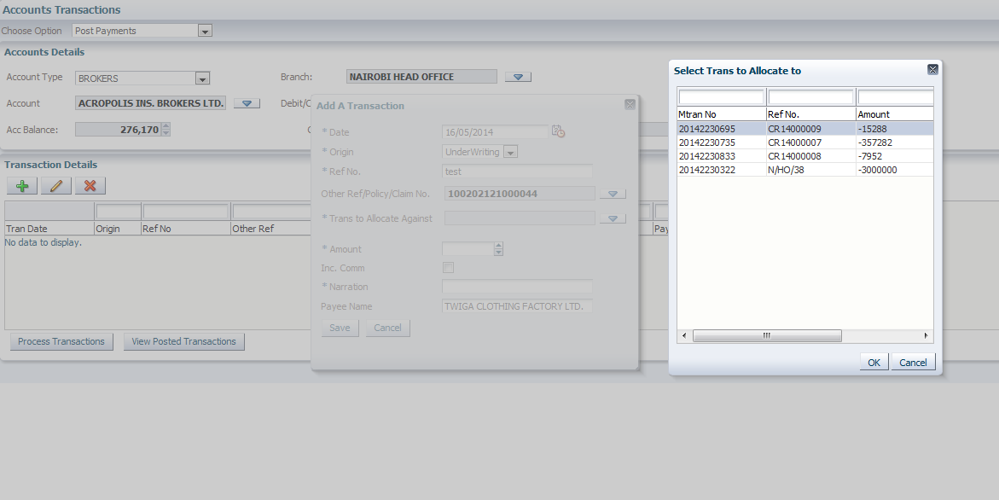 Accounts Transactions
Choose Option Post Payments
Accounts Details
Account Type BROKERS Branch: NAIROBI HEAD OFFICE
Account ACROPOLIS INS. BROKERS LTD. Debit/C
Acc Balance: 276,170
Transaction Details
Tran Date Origin Ref No Other Ref Pay
No data to display.
Process Transactions View Posted Transactions
Add A Transaction
* Date 16/05/2014
* Origin UnderWriting
* Ref No. test
Other Ref/Policy/Claim No. 100202121000044
* Trans to Allocate Against
* Amount
Inc. Comm
* Narration
Payee Name TWIGA CLOTHING FACTORY LTD.
Save Cancel
Select Trans to Allocate to
Mtran No Ref No. Amount
20142230695 CR14000009 -15288
20142230735 CR14000007 -357282
20142230833 CR14000008 -7952
20142230322 N/HO/38 -3000000
OK Cancel